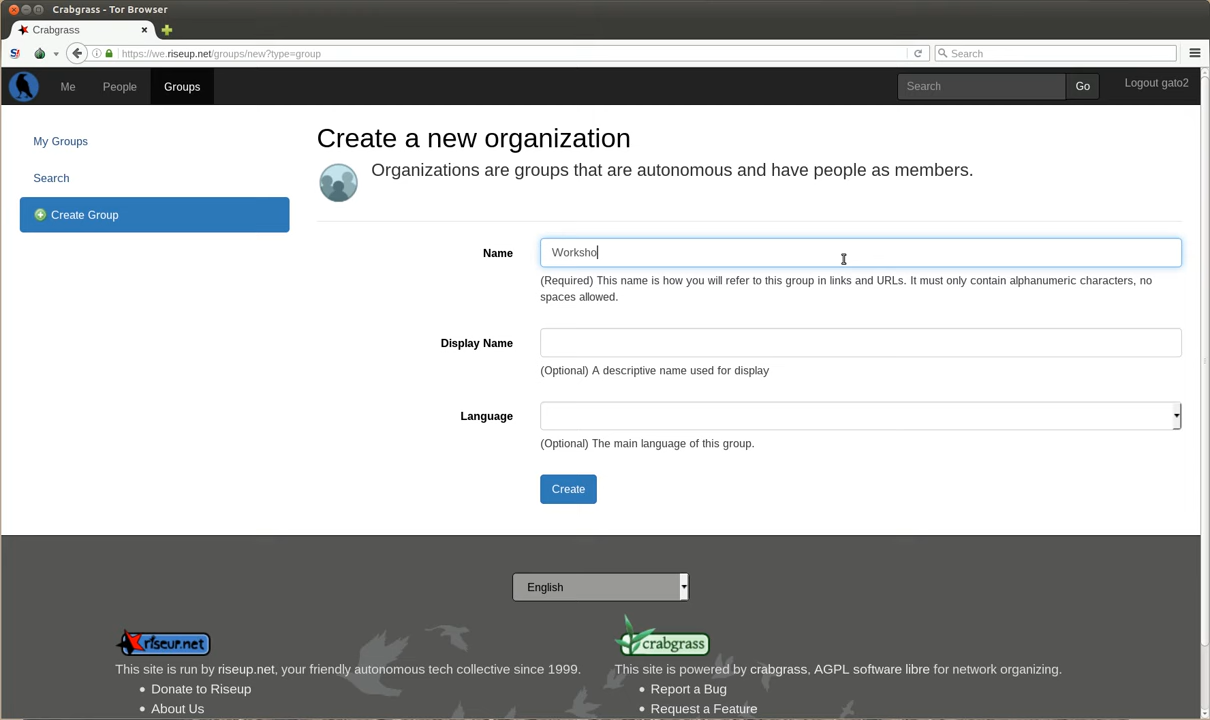 Crabgrass - Tor Browser
Crabgrass
https://we.riseup.net/groups/new?type=group
Search
Me
People
Groups
Search
Go
Logout gato2
My Groups
Search
Create Group
Create a new organization
Organizations are groups that are autonomous and have people as members.
Name
Worksho
(Required) This name is how you will refer to this group in links and URLs. It must only contain alphanumeric characters, no
spaces allowed.
Display Name
(Optional) A descriptive name used for display
Language
(Optional) The main language of this group.
Create
English
riseup.net
crabgrass
This site is run by riseup.net, your friendly autonomous tech collective since 1999.
This site is powered by crabgrass, AGPL software libre for network organizing.
Donate to Riseup
Report a Bug
About Us
Request a Feature